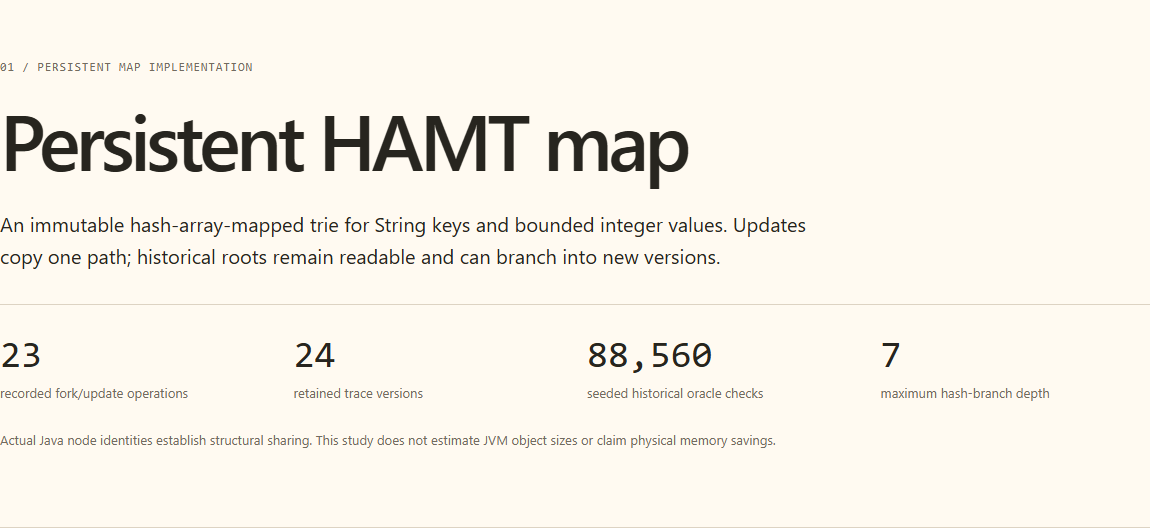 01 / PERSISTENT MAP IMPLEMENTATION
Persistent HAMT map
An immutable hash-array-mapped trie for String keys and bounded integer values. Updates
copy one path; historical roots remain readable and can branch into new versions.
23
recorded fork/update operations
24
retained trace versions
88,560
seeded historical oracle checks
7
maximum hash-branch depth
Actual Java node identities establish structural sharing. This study does not estimate JVM object sizes or claim physical memory savings.